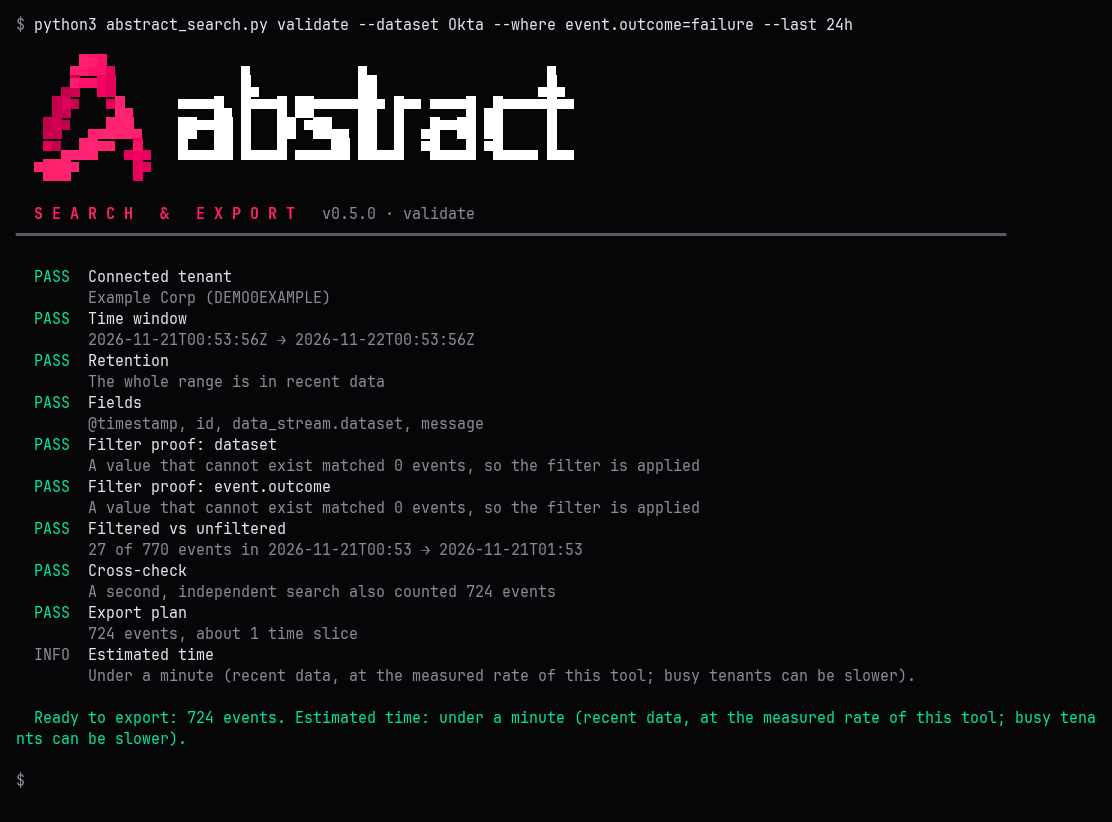 $ python3 abstract_search.py validate --dataset Okta --where event.outcome=failure --last 24h
abstract
SEARCH & EXPORT v0.5.0 · validate
PASS Connected tenant
Example Corp (DEMO0EXAMPLE)
PASS Time window
2026-11-21T00:53:56Z → 2026-11-22T00:53:56Z
PASS Retention
The whole range is in recent data
PASS Fields
@timestamp, id, data_stream.dataset, message
PASS Filter proof: dataset
A value that cannot exist matched 0 events, so the filter is applied
PASS Filter proof: event.outcome
A value that cannot exist matched 0 events, so the filter is applied
PASS Filtered vs unfiltered
27 of 770 events in 2026-11-21T00:53 → 2026-11-21T01:53
PASS Cross-check
A second, independent search also counted 724 events
PASS Export plan
724 events, about 1 time slice
INFO Estimated time
Under a minute (recent data, at the measured rate of this tool; busy tenants can be slower).
Ready to export: 724 events. Estimated time: under a minute (recent data, at the measured rate of this tool; busy tena
nts can be slower).
$